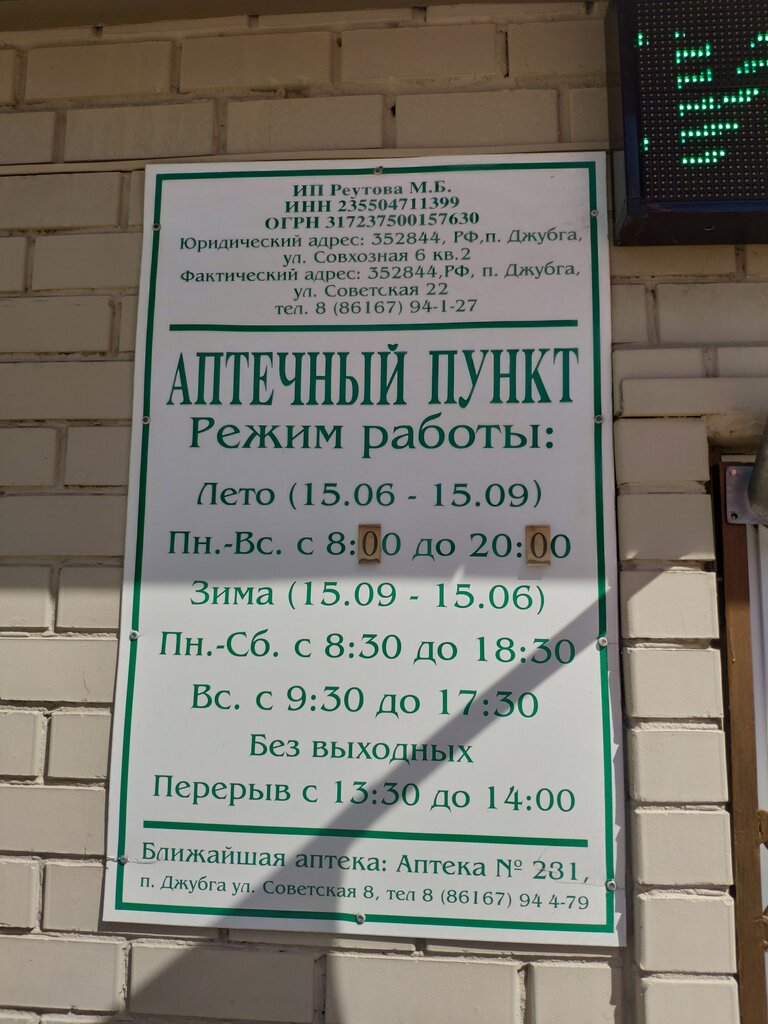 ИП Реутова М.Б.
ИНН 235504711399
ОГРН 317237500157630
Юридический адрес: 352844, РФ,п. Джубга,
ул. Совхозная 6 кв.2
Фактический адрес: 352844,РФ, п. Джубга,
ул. Советская 22
тел. 8 (86167) 94-1-27
АПТЕЧНЫЙ ПУНКТ
Режим работы:
Лето (15.06 - 15.09)
Пн.-Вс. с 8:00 до 20:00
Зима (15.09 - 15.06)
Пн.-Сб. с 8:30 до 18:30
Вс. с 9:30 до 17:30
Без выходных
Перерыв с 13:30 до 14:00
Ближайшая аптека: Аптека № 231,
п. Джубга ул. Советская 8, тел 8 (86167) 94 4-79